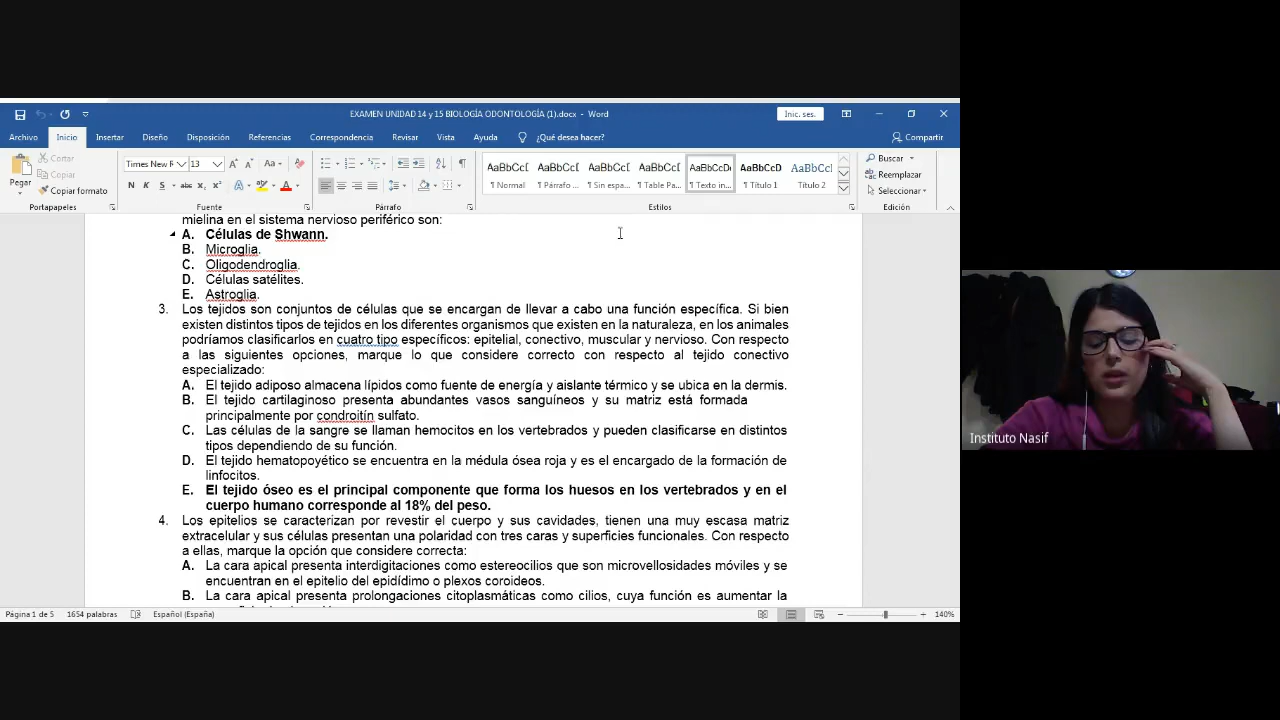 EXAMEN UNIDAD 14 y 15 BIOLOGÍA ODONTOLOGÍA (1).docx - Word
Inic. ses.
Archivo Inicio Insertar Diseño Disposición Referencias Correspondencia Revisar Vista Ayuda ¿Qué desea hacer? Compartir
Pegar
Cortar
Copiar
Copiar formato
Portapapeles
Times New R 13
N K S abc x₂ x²
Fuente
Párrafo
AaBbCcD AaBbCcD AaBbCcD AaBbCcD AaBbCcDi AaBbCcD AaBbCcI
¶ Normal ¶ Párrafo ... ¶ Sin espa... ¶ Table Pa... ¶ Texto in... ¶ Título 1 Título 2
Estilos
Buscar
Reemplazar
Seleccionar
Edición
mielina en el sistema nervioso periférico son:
A. Células de Shwann.
B. Microglia.
C. Oligodendroglia.
D. Células satélites.
E. Astroglia.
3. Los tejidos son conjuntos de células que se encargan de llevar a cabo una función específica. Si bien
existen distintos tipos de tejidos en los diferentes organismos que existen en la naturaleza, en los animales
podríamos clasificarlos en cuatro tipo específicos: epitelial, conectivo, muscular y nervioso. Con respecto
a las siguientes opciones, marque lo que considere correcto con respecto al tejido conectivo
especializado:
A. El tejido adiposo almacena lípidos como fuente de energía y aislante térmico y se ubica en la dermis.
B. El tejido cartilaginoso presenta abundantes vasos sanguíneos y su matriz está formada
principalmente por condroitín sulfato.
C. Las células de la sangre se llaman hemocitos en los vertebrados y pueden clasificarse en distintos
tipos dependiendo de su función.
D. El tejido hematopoyético se encuentra en la médula ósea roja y es el encargado de la formación de
linfocitos.
E. El tejido óseo es el principal componente que forma los huesos en los vertebrados y en el
cuerpo humano corresponde al 18% del peso.
4. Los epitelios se caracterizan por revestir el cuerpo y sus cavidades, tienen una muy escasa matriz
extracelular y sus células presentan una polaridad con tres caras y superficies funcionales. Con respecto
a ellas, marque la opción que considere correcta:
A. La cara apical presenta interdigitaciones como estereocilios que son microvellosidades móviles y se
encuentran en el epitelio del epidídimo o plexos coroideos.
B. La cara apical presenta prolongaciones citoplasmáticas como cilios, cuya función es aumentar la
Página 1 de 5 1654 palabras Español (España) 140%
Instituto Nasif